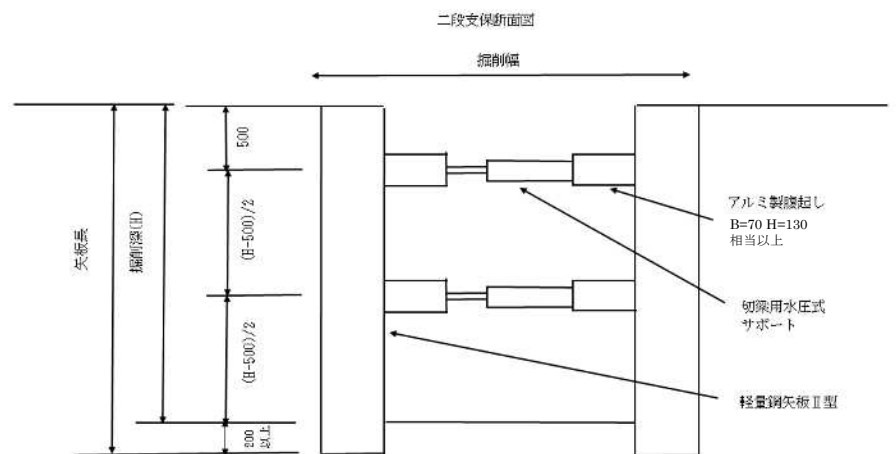 二段支保断面図
掘削幅
矢板長
掘削深(H)
500
(H-500)/2
(H-500)/2
200
以上
アルミ製腹起し
B=70 H=130
相当以上
切梁用水圧式
サポート
軽量鋼矢板Ⅱ型